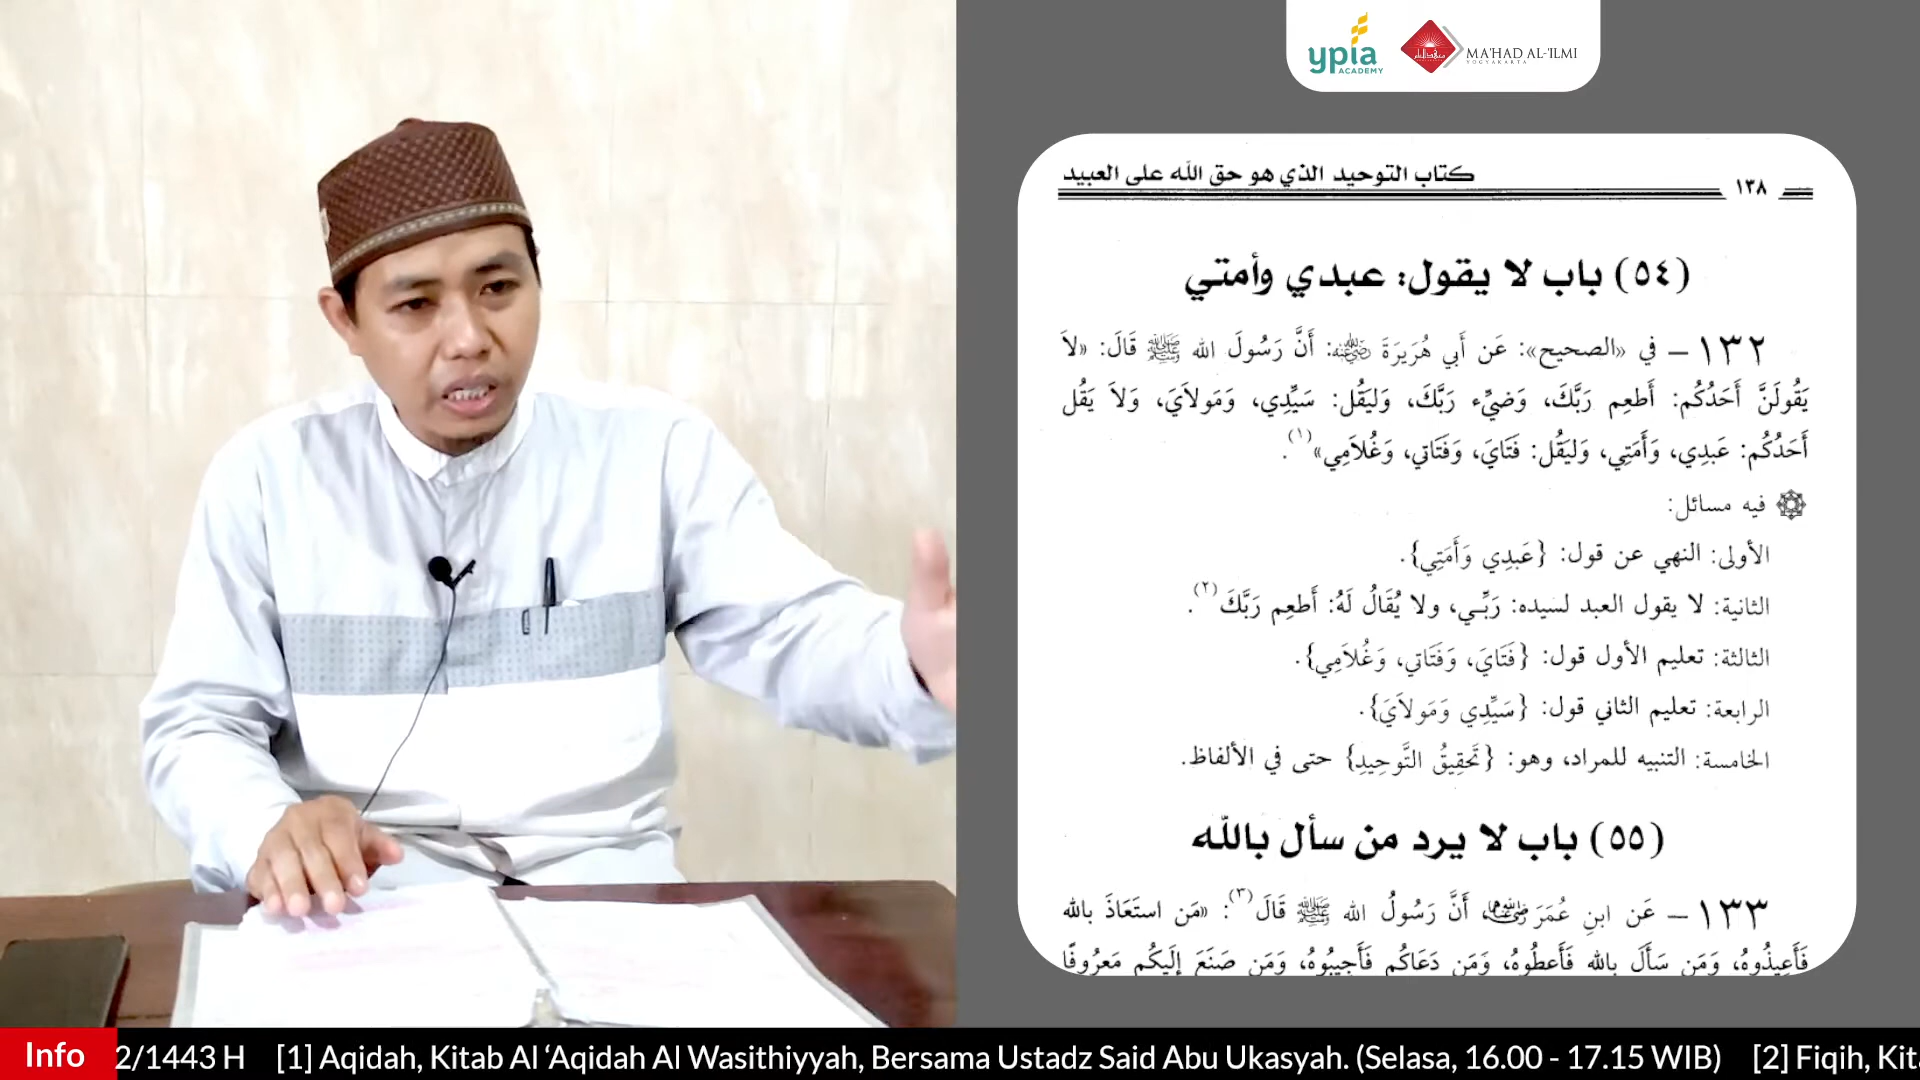 ypia
ACADEMY
MA'HAD AL-'ILMI
YOGYAKARTA
كتاب التوحيد الذي هو حق الله على العبيد
١٣٨
(٥٤) باب لا يقول: عبدي وأمتي
١٣٢ – في «الصحيح»: عَن أَبي هُرَيرَةَ رضي الله عنه: أَنَّ رَسُولَ الله ﷺ قَالَ: «لاَ
يَقُولَنَّ أَحَدُكُم: أَطعِم رَبَّكَ، وَضيِّء رَبَّكَ، وَليَقُل: سَيِّدِي، وَمَولاَيَ، وَلاَ يَقُل
أَحَدُكُم: عَبدِي، وَأَمَتِي، وَليَقُل: فَتَايَ، وَفَتَاتي، وَغُلاَمِي»(١).
فيه مسائل:
الأولى: النهي عن قول: {عَبدِي وَأَمَتِي}.
الثانية: لا يقول العبد لسيده: رَبِّـي، ولا يُقَالُ لَهُ: أَطعِم رَبَّكَ(٢).
الثالثة: تعليم الأول قول: {فَتَايَ، وَفَتَاتي، وَغُلاَمِي}.
الرابعة: تعليم الثاني قول: {سَيِّدِي وَمَولاَيَ}.
الخامسة: التنبيه للمراد، وهو: {تَحقِيقُ التَّوحِيدِ} حتى في الألفاظ.
(٥٥) باب لا يرد من سأل بالله
١٣٣ – عَن ابنِ عُمَرَ رضي الله عنهما، أَنَّ رَسُولُ الله ﷺ قَالَ(٣): «مَن استَعَاذَ بالله
فَأَعِيذُوهُ، وَمَن سَأَلَ بالله فَأَعطُوهُ، وَمَن دَعَاكُم فَأَجِيبُوهُ، وَمَن صَنَعَ إِلَيكُم مَعرُوفًا
Info 2/1443 H [1] Aqidah, Kitab Al ‘Aqidah Al Wasithiyyah, Bersama Ustadz Said Abu Ukasyah. (Selasa, 16.00 - 17.15 WIB) [2] Fiqih, Kit